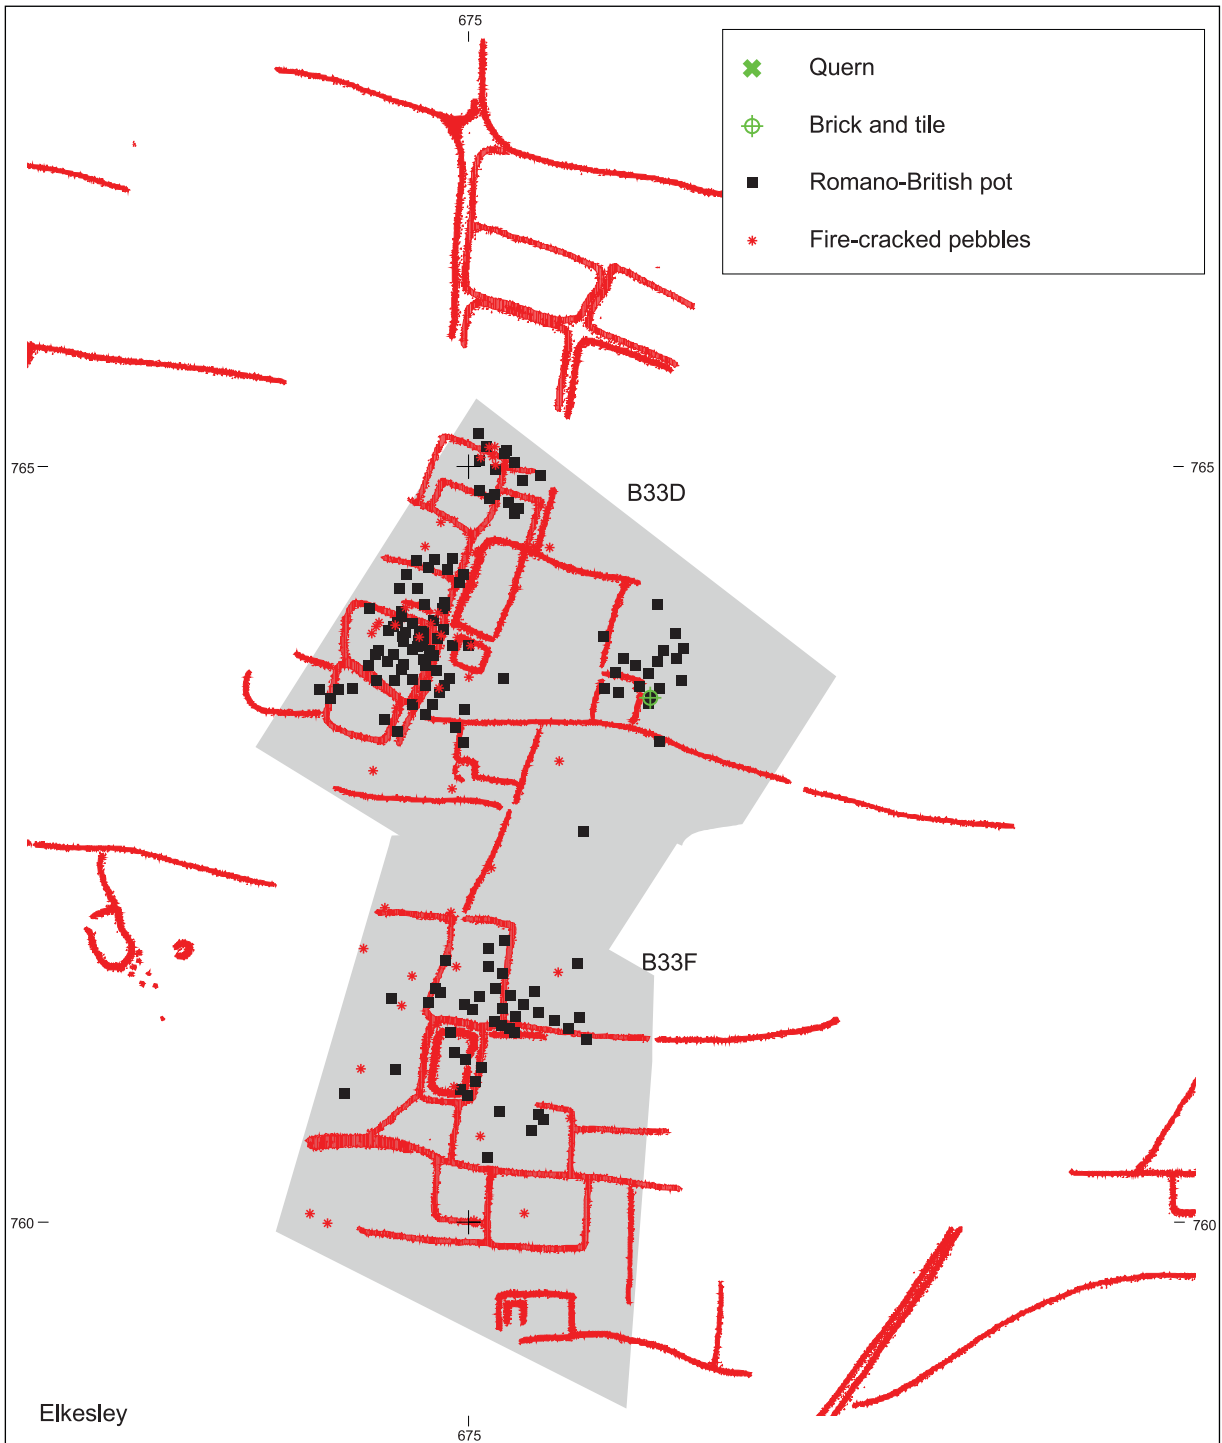 675
Quern
Brick and tile
Romano-British pot
Fire-cracked pebbles
765
765
B33D
B33F
760
760
Elkesley
675